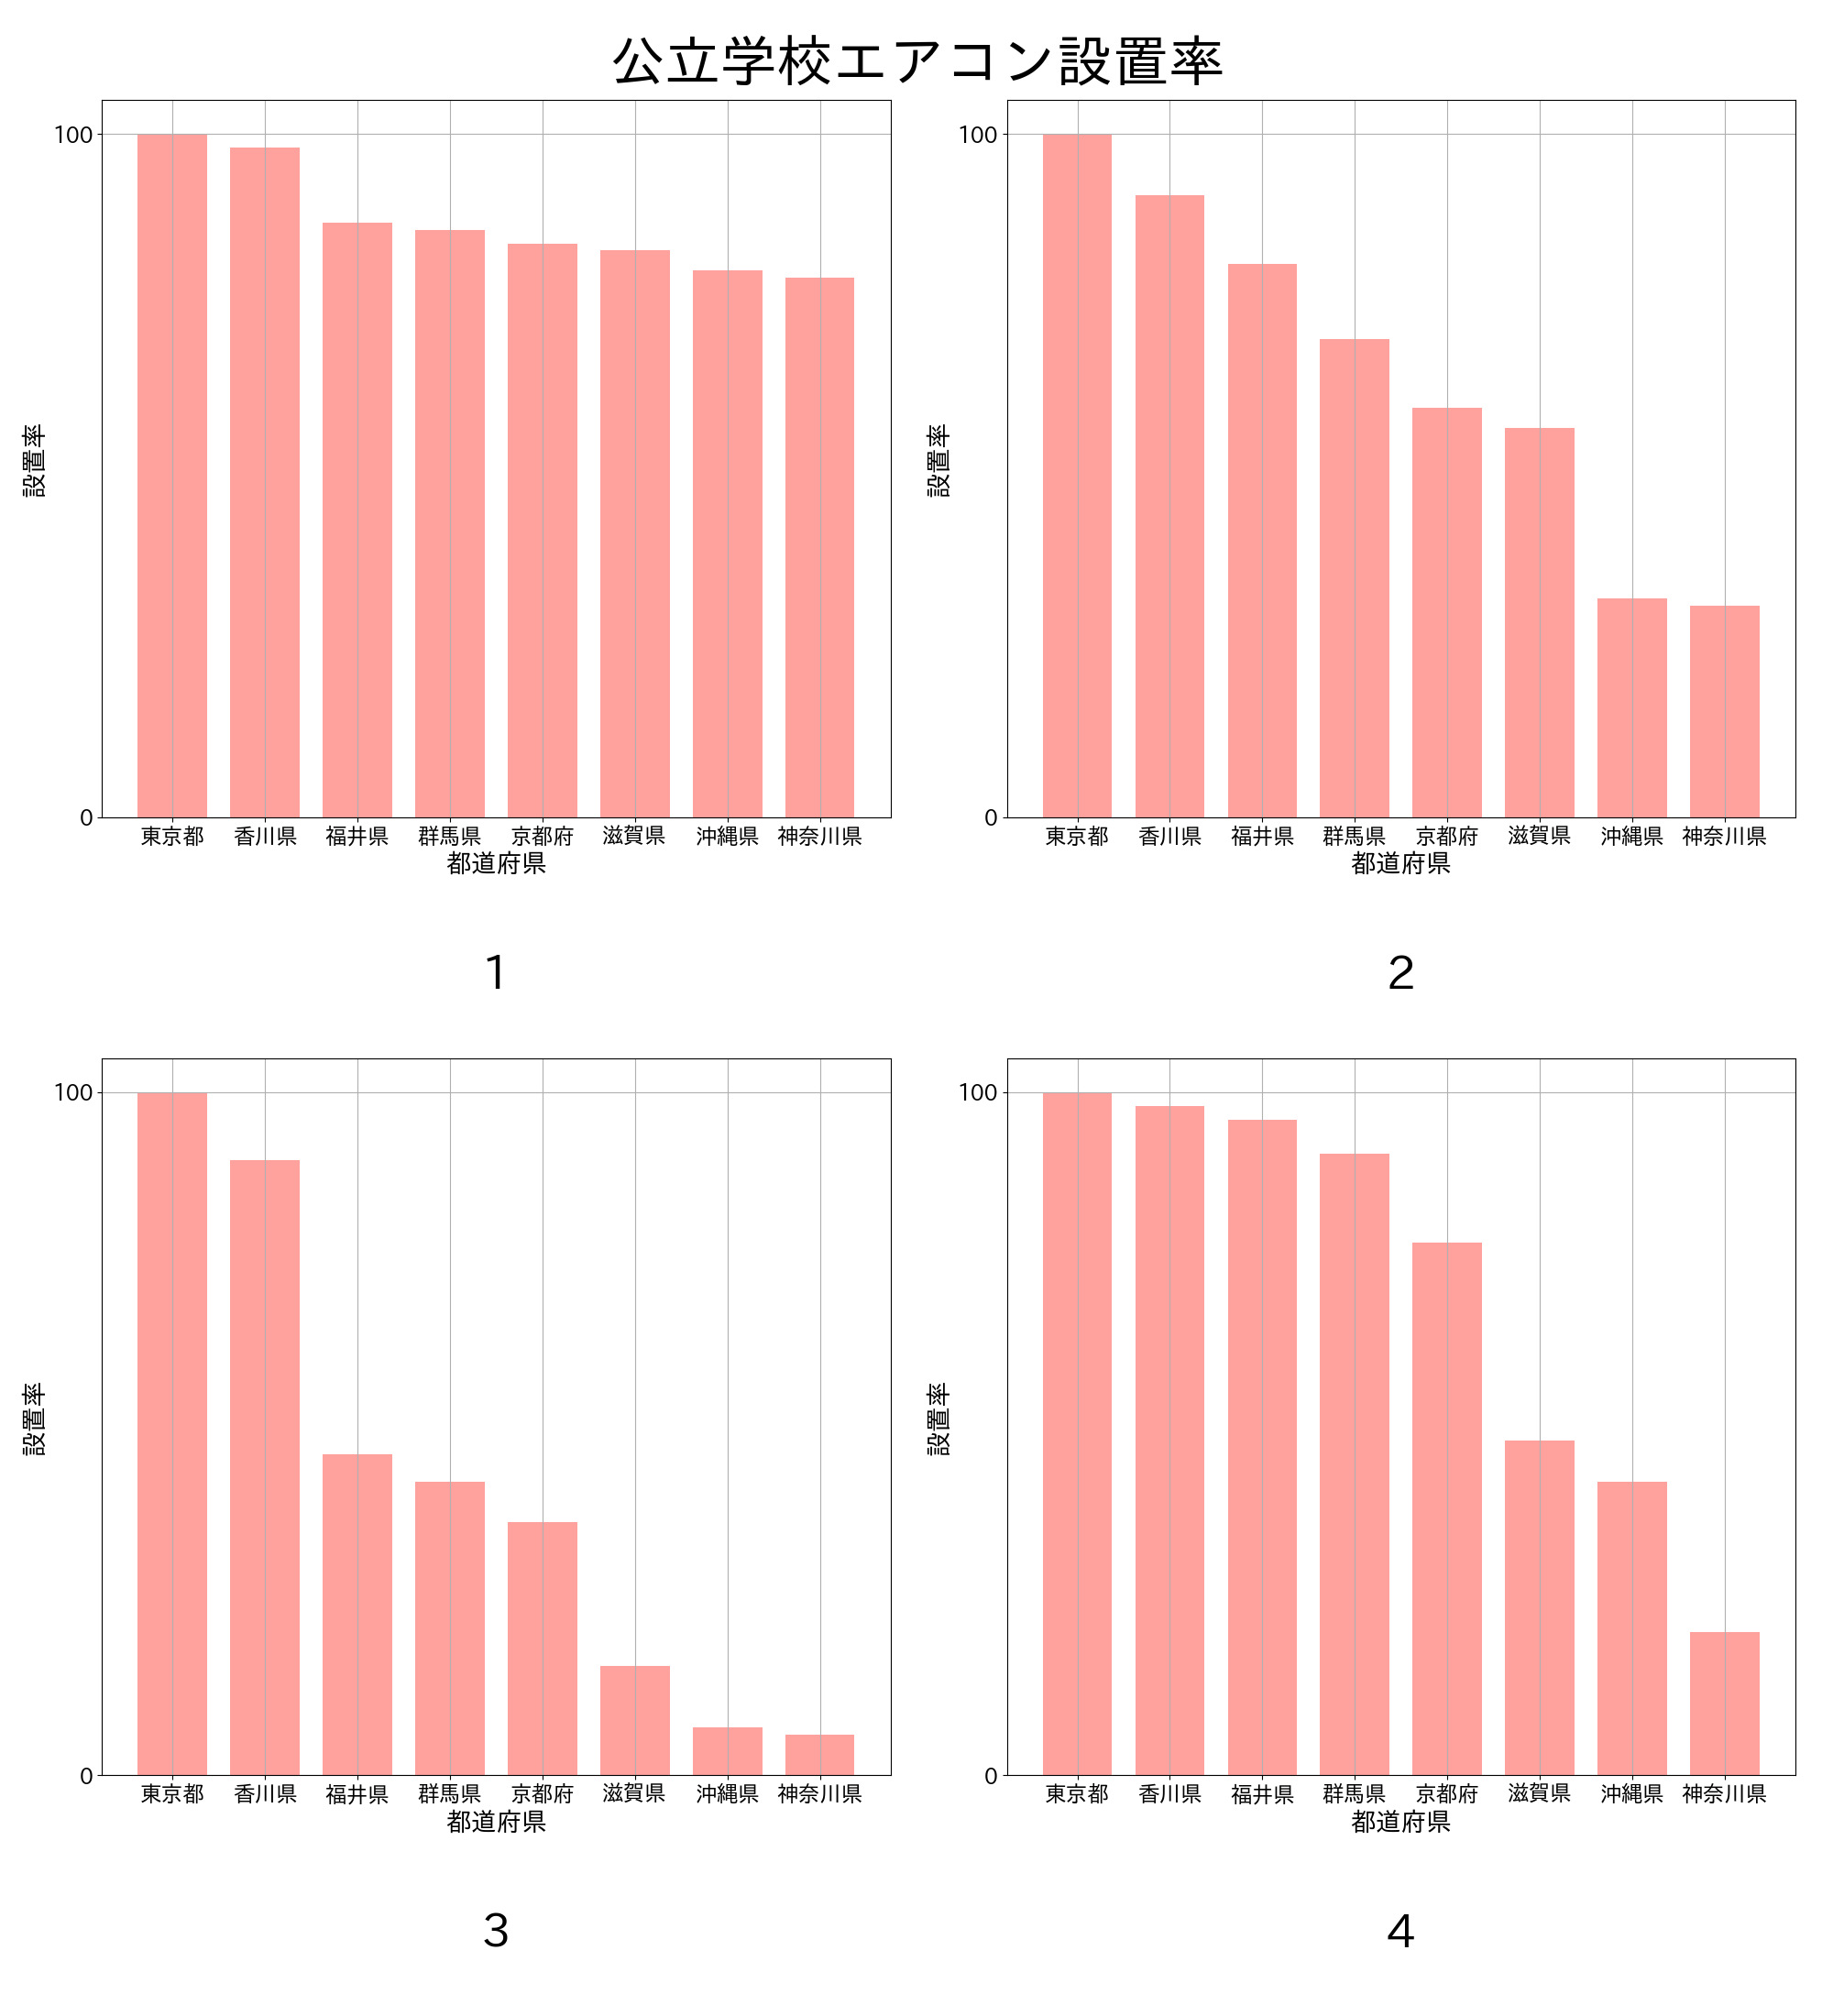 公立学校エアコン設置率
100
設置率
0
東京都 香川県 福井県 群馬県 京都府 滋賀県 沖縄県 神奈川県
都道府県
1
100
設置率
0
東京都 香川県 福井県 群馬県 京都府 滋賀県 沖縄県 神奈川県
都道府県
2
100
設置率
0
東京都 香川県 福井県 群馬県 京都府 滋賀県 沖縄県 神奈川県
都道府県
3
100
設置率
0
東京都 香川県 福井県 群馬県 京都府 滋賀県 沖縄県 神奈川県
都道府県
4